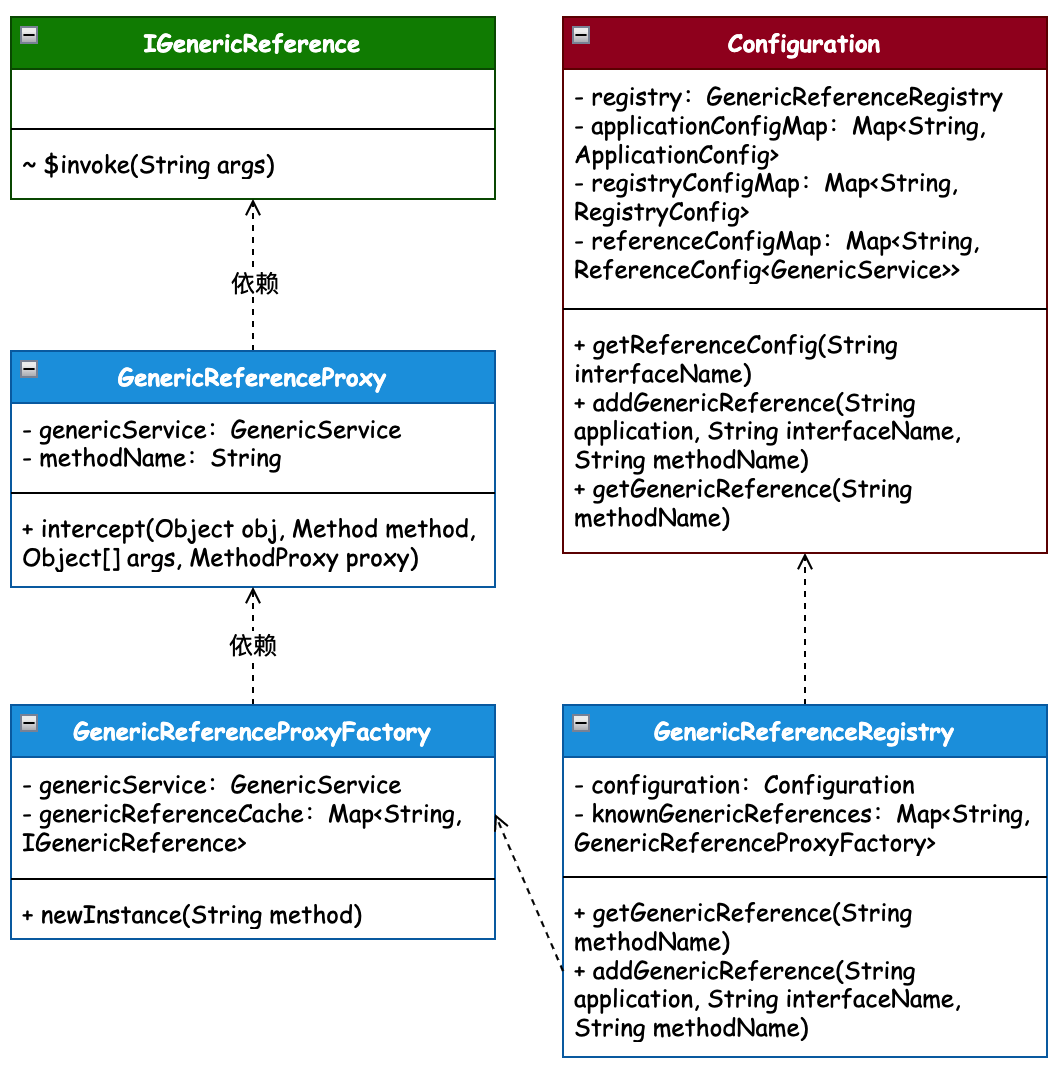 IGenericReference
~ $invoke(String args)
依赖
GenericReferenceProxy
- genericService：GenericService
- methodName：String
+ intercept(Object obj, Method method,
Object[] args, MethodProxy proxy)
依赖
GenericReferenceProxyFactory
- genericService：GenericService
- genericReferenceCache：Map<String,
IGenericReference>
+ newInstance(String method)
Configuration
- registry：GenericReferenceRegistry
- applicationConfigMap：Map<String,
ApplicationConfig>
- registryConfigMap：Map<String,
RegistryConfig>
- referenceConfigMap：Map<String,
ReferenceConfig<GenericService>>
+ getReferenceConfig(String
interfaceName)
+ addGenericReference(String
application, String interfaceName,
String methodName)
+ getGenericReference(String
methodName)
GenericReferenceRegistry
- configuration：Configuration
- knownGenericReferences：Map<String,
GenericReferenceProxyFactory>
+ getGenericReference(String
methodName)
+ addGenericReference(String
application, String interfaceName,
String methodName)